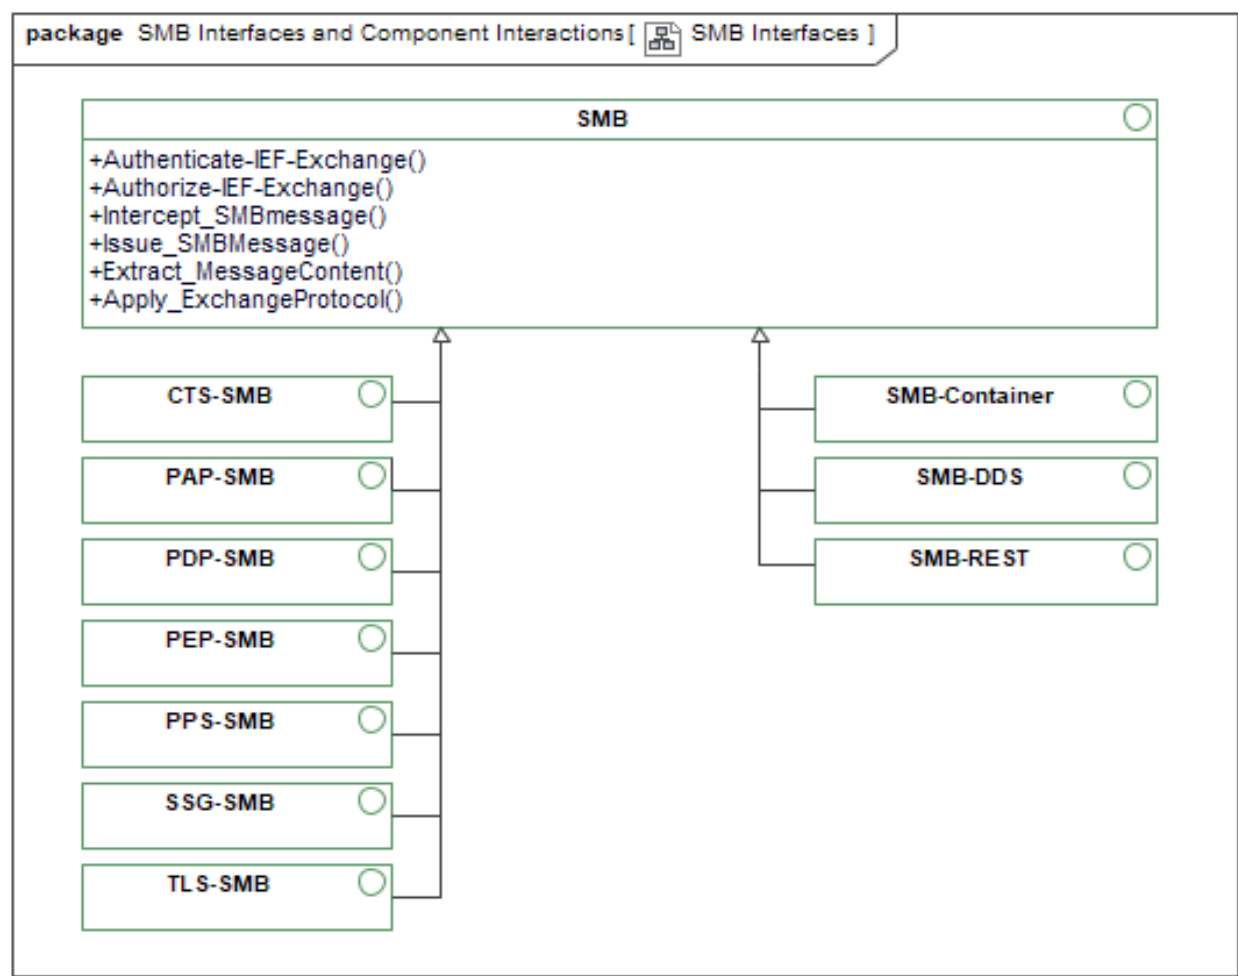 package SMB Interfaces and Component Interactions[ SMB Interfaces ]
SMB
+Authenticate-IEF-Exchange()
+Authorize-IEF-Exchange()
+Intercept_SMBmessage()
+Issue_SMBMessage()
+Extract_MessageContent()
+Apply_ExchangeProtocol()
CTS-SMB
PAP-SMB
PDP-SMB
PEP-SMB
PPS-SMB
SSG-SMB
TLS-SMB
SMB-Container
SMB-DDS
SMB-REST